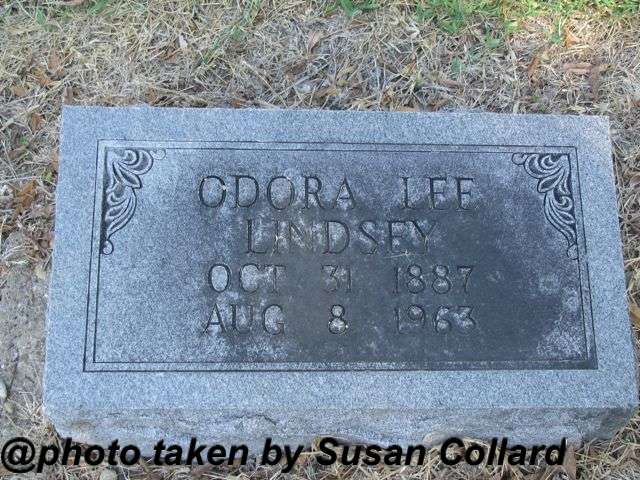 ODORA LEE
LINDSEY
OCT 31 1887
AUG 8 1963
@photo taken by Susan Collard